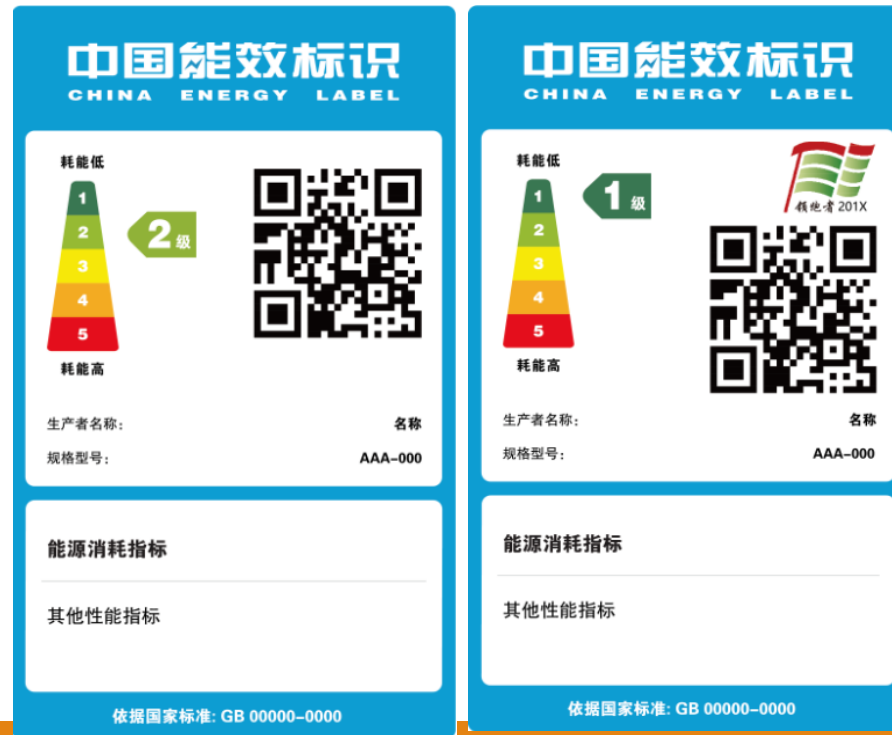 中国能效标识
CHINA ENERGY LABEL
耗能低
1
2
3
4
5
2级
耗能高
生产者名称: 名称
规格型号: AAA-000
能源消耗指标
其他性能指标
依据国家标准: GB 00000-0000
中国能效标识
CHINA ENERGY LABEL
耗能低
1
2
3
4
5
1级
领跑者 201X
耗能高
生产者名称: 名称
规格型号: AAA-000
能源消耗指标
其他性能指标
依据国家标准: GB 00000-0000